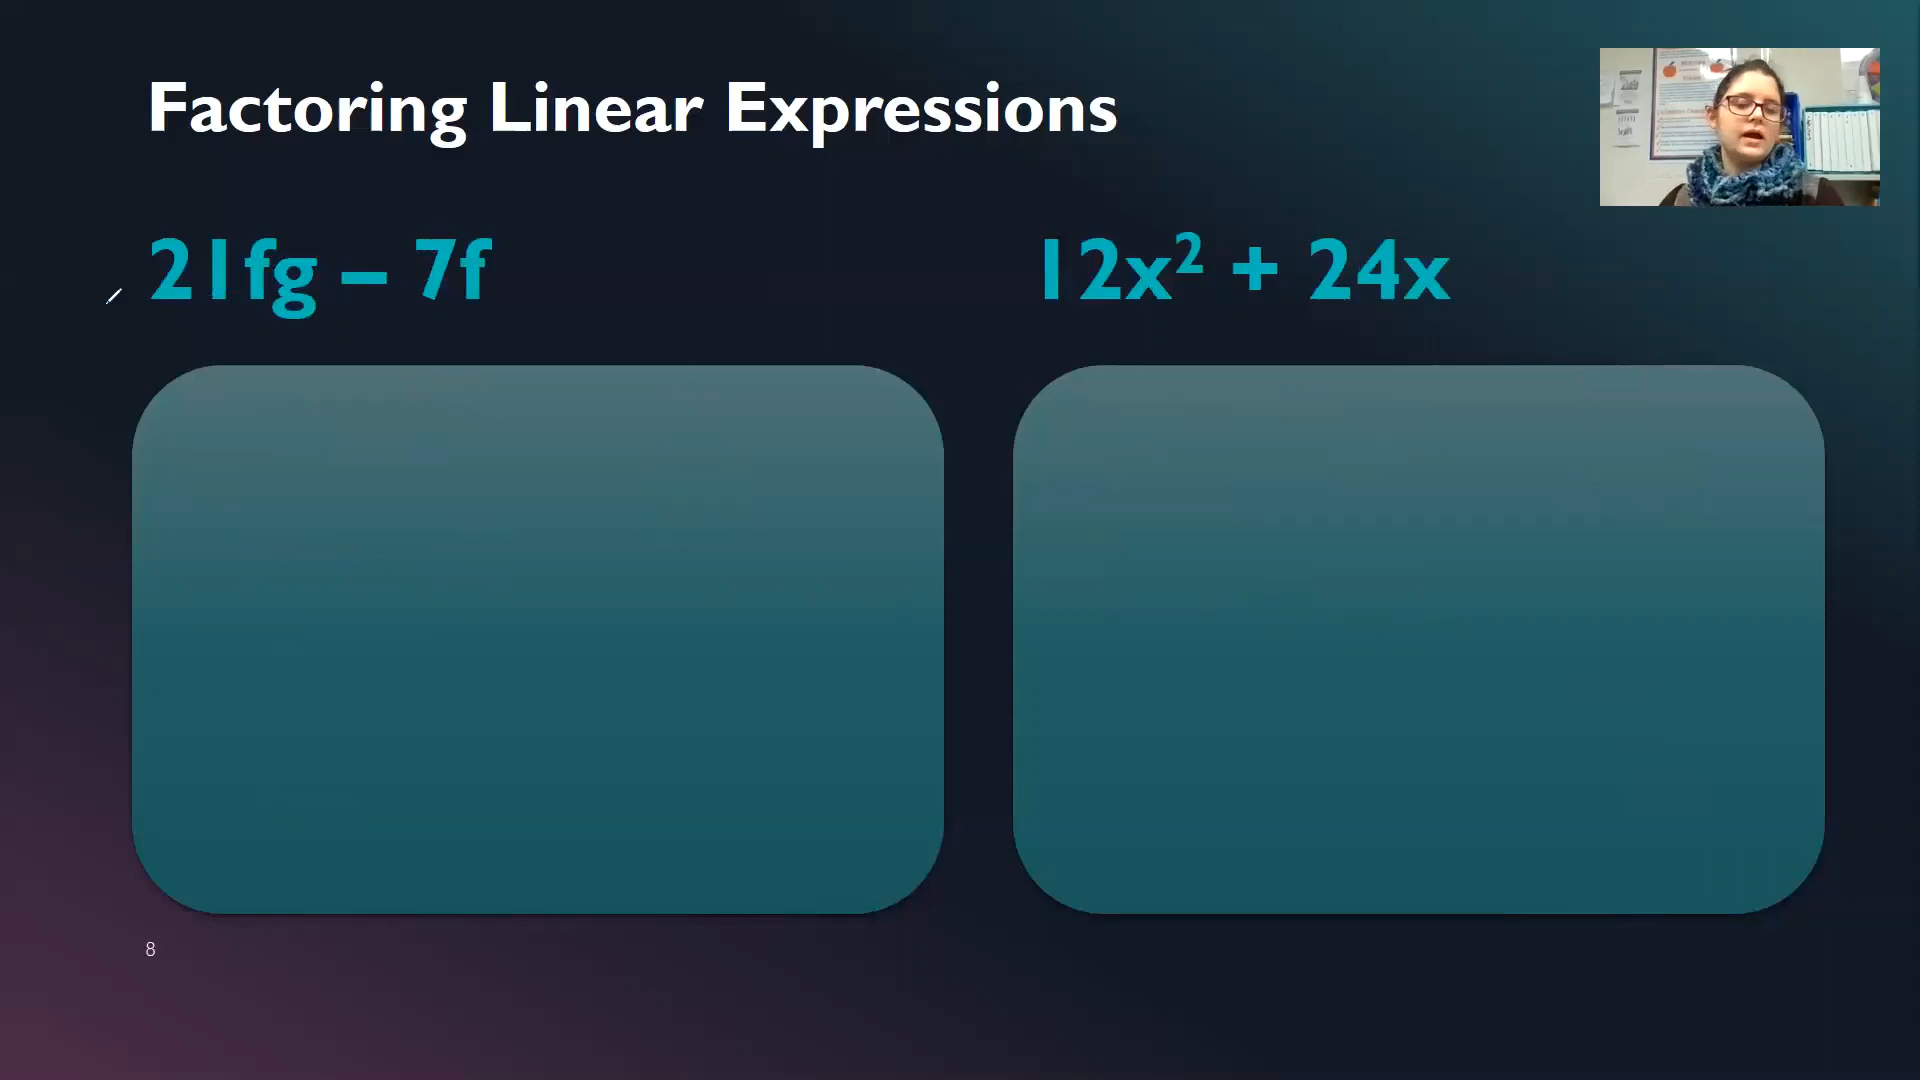 Factoring Linear Expressions
21fg – 7f
12x² + 24x
8